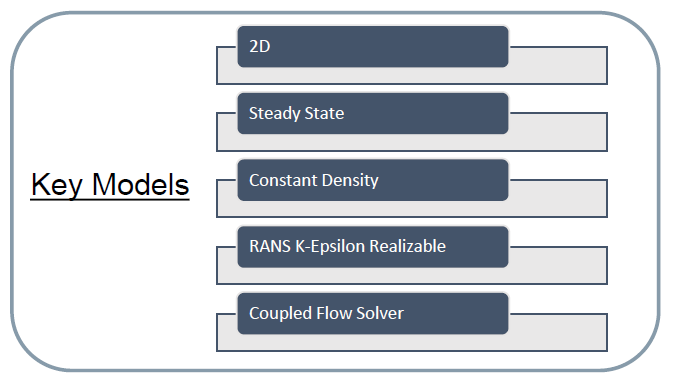 Key Models
2D
Steady State
Constant Density
RANS K-Epsilon Realizable
Coupled Flow Solver